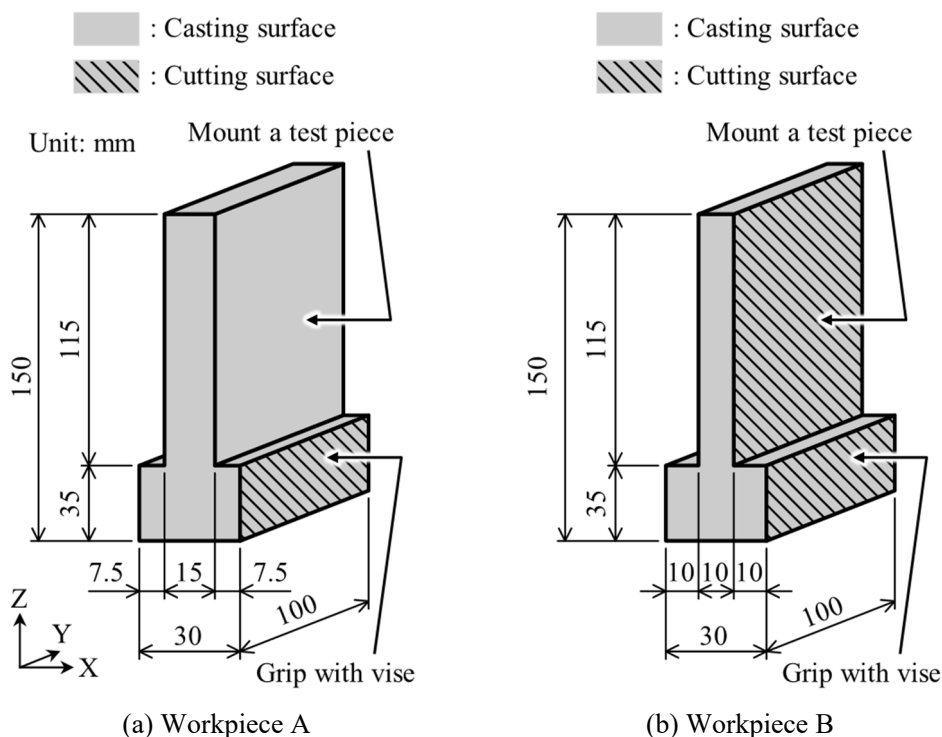 : Casting surface
: Cutting surface
Unit: mm
Mount a test piece
150
115
35
7.5
15
7.5
30
100
Z
Y
X
Grip with vise
(a) Workpiece A
: Casting surface
: Cutting surface
Mount a test piece
150
115
35
10
10
10
30
100
Grip with vise
(b) Workpiece B